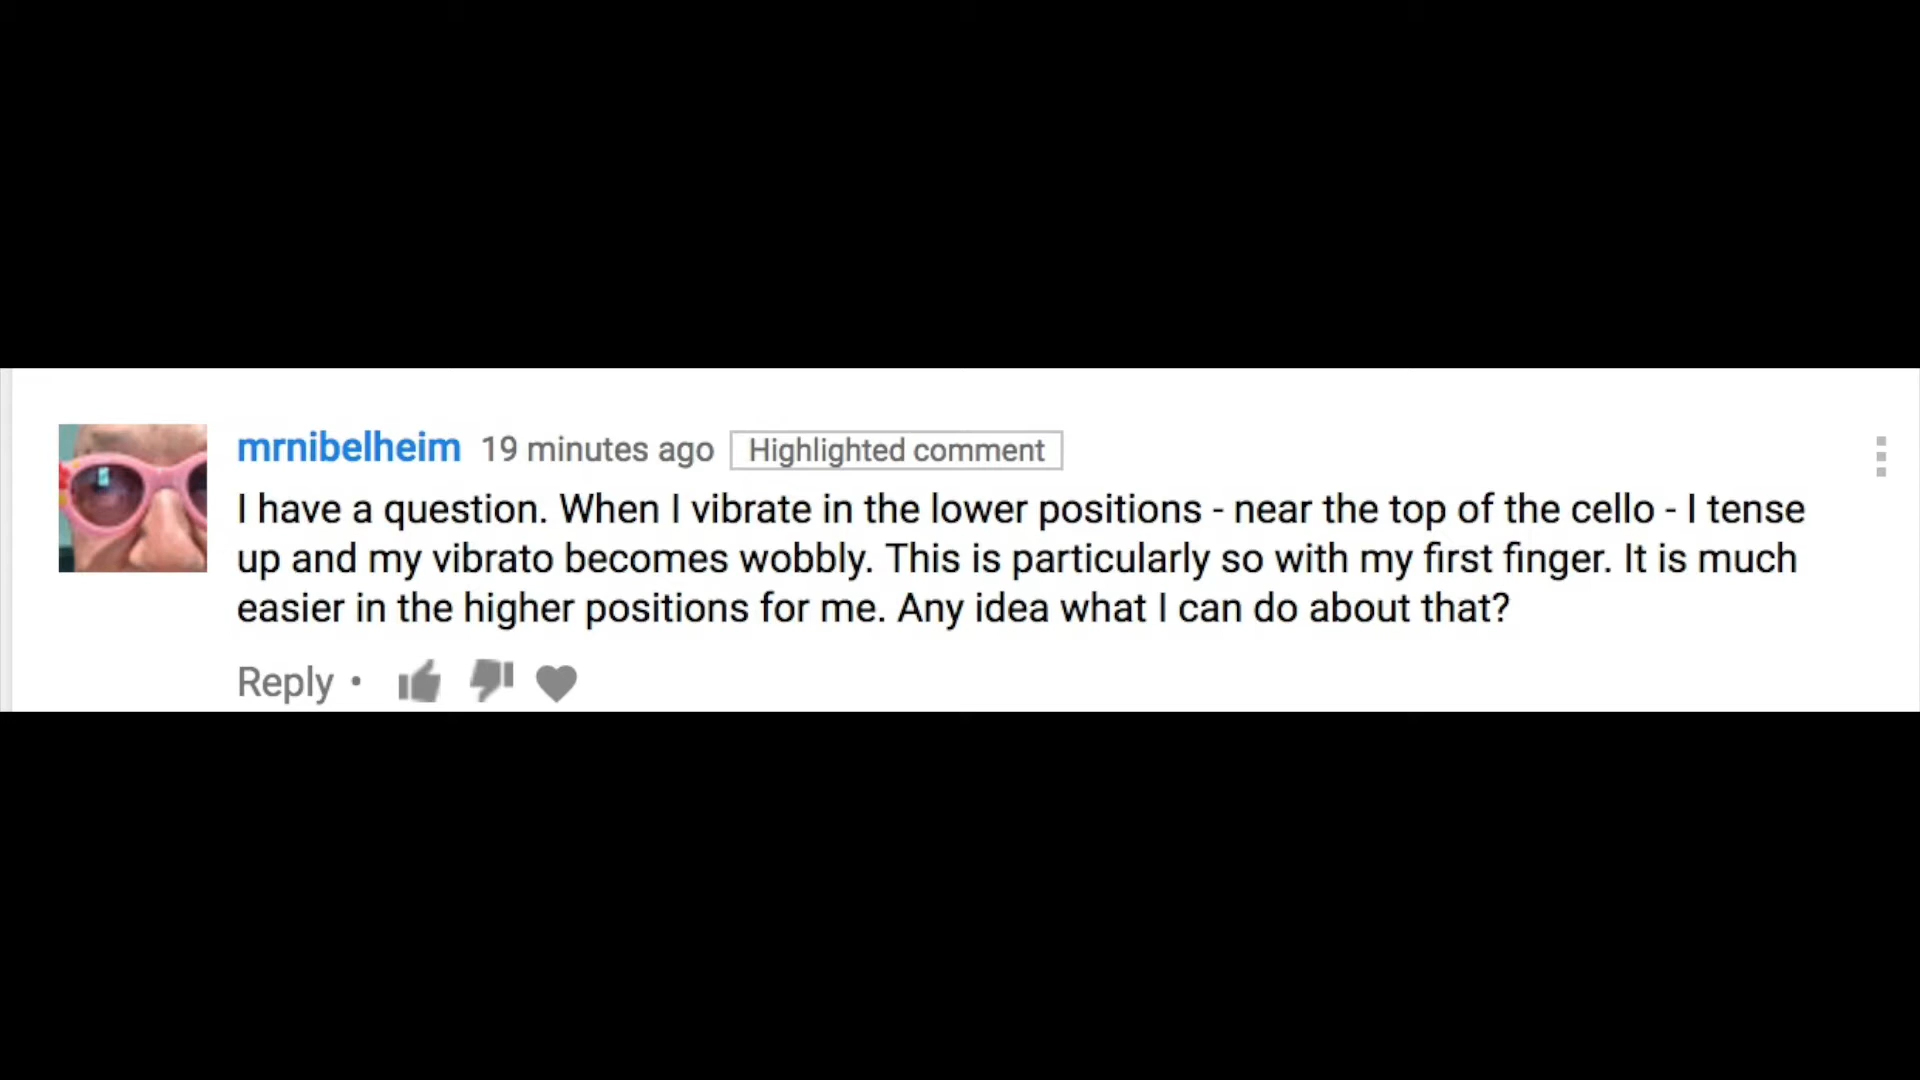 mrnibelheim 19 minutes ago Highlighted comment
I have a question. When I vibrate in the lower positions - near the top of the cello - I tense
up and my vibrato becomes wobbly. This is particularly so with my first finger. It is much
easier in the higher positions for me. Any idea what I can do about that?
Reply •